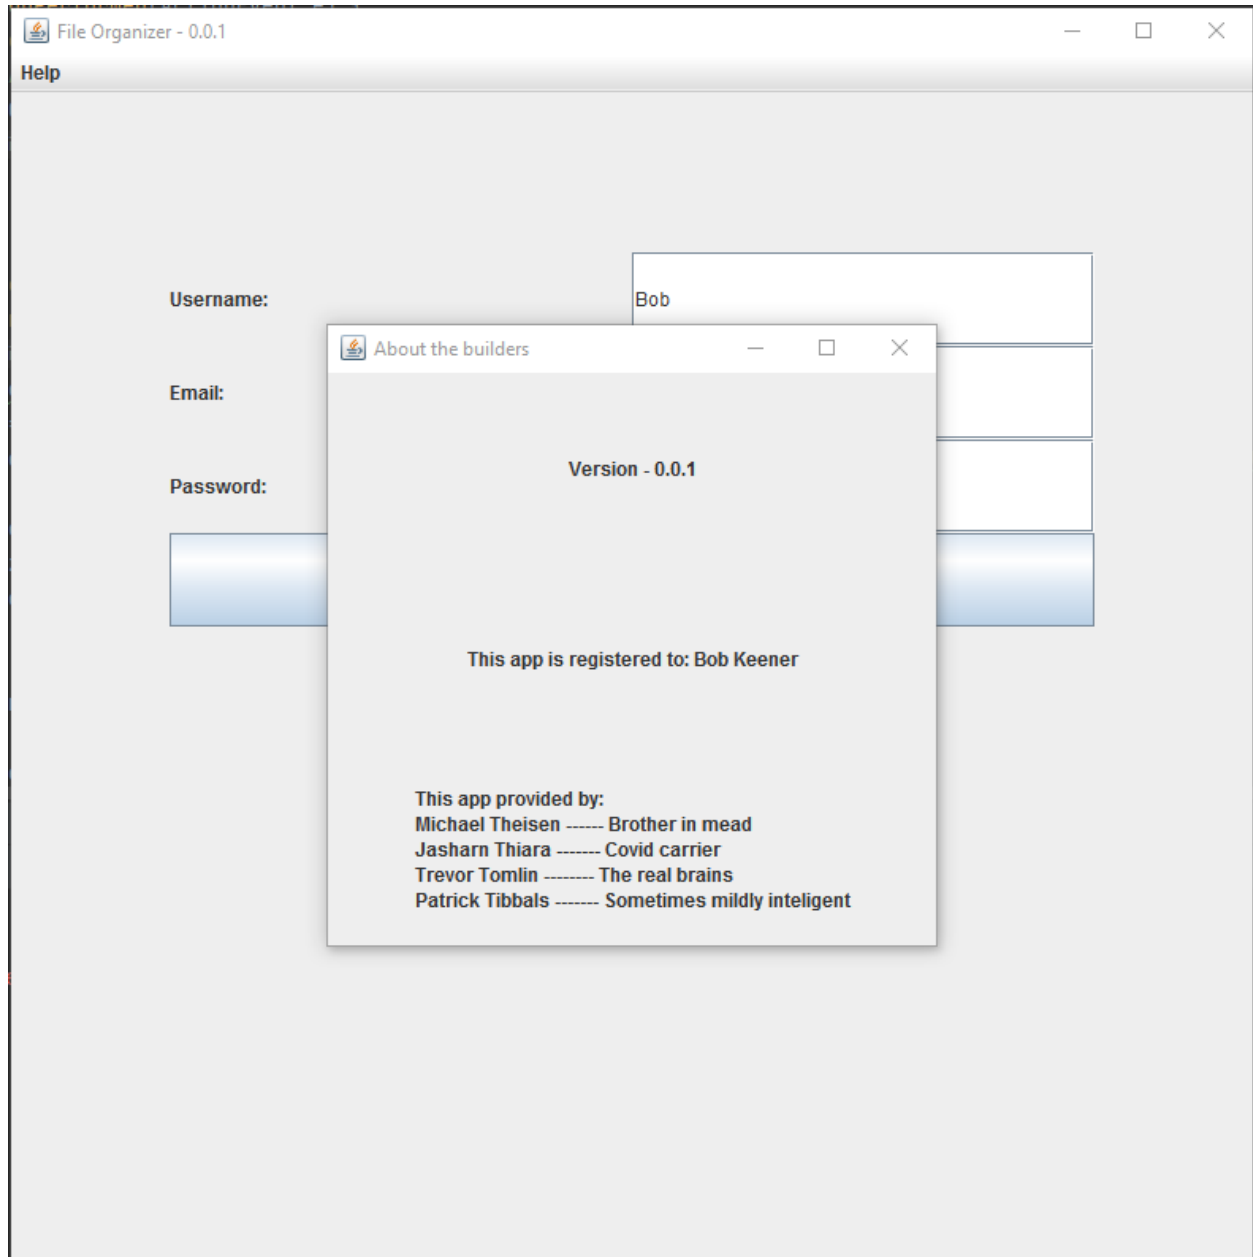 File Organizer - 0.0.1
Help
Username:
Bob
About the builders
Email:
Version - 0.0.1
Password:
This app is registered to: Bob Keener
This app provided by:
Michael Theisen ------ Brother in mead
Jasharn Thiara ------- Covid carrier
Trevor Tomlin -------- The real brains
Patrick Tibbals ------- Sometimes mildly inteligent